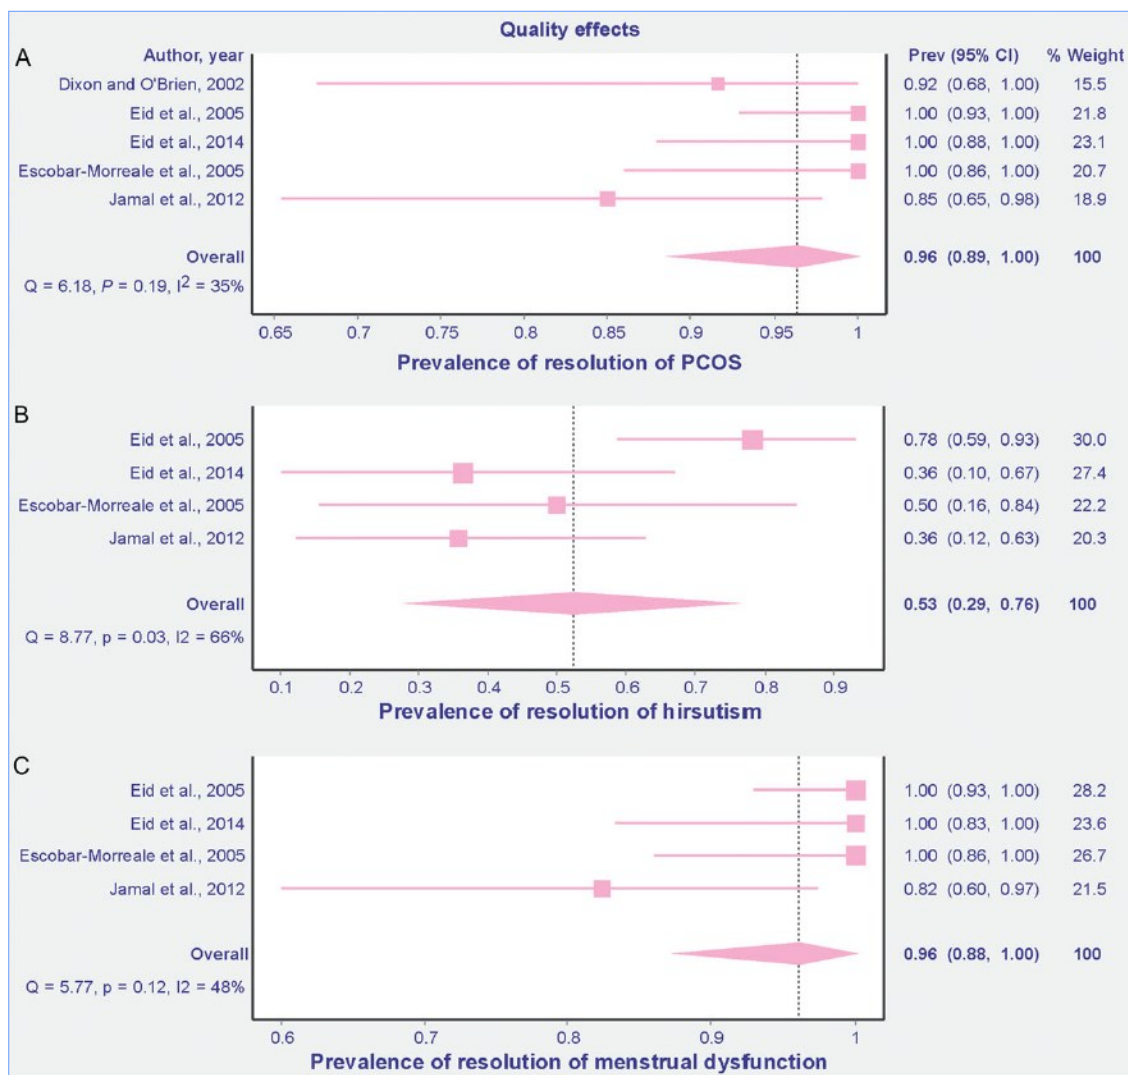 Quality effects
A
Author, year Prev (95% CI) % Weight
Dixon and O'Brien, 2002 0.92 (0.68, 1.00) 15.5
Eid et al., 2005 1.00 (0.93, 1.00) 21.8
Eid et al., 2014 1.00 (0.88, 1.00) 23.1
Escobar-Morreale et al., 2005 1.00 (0.86, 1.00) 20.7
Jamal et al., 2012 0.85 (0.65, 0.98) 18.9
Overall 0.96 (0.89, 1.00) 100
Q = 6.18, P = 0.19, I2 = 35%
0.65 0.7 0.75 0.8 0.85 0.9 0.95 1
Prevalence of resolution of PCOS
B
Eid et al., 2005 0.78 (0.59, 0.93) 30.0
Eid et al., 2014 0.36 (0.10, 0.67) 27.4
Escobar-Morreale et al., 2005 0.50 (0.16, 0.84) 22.2
Jamal et al., 2012 0.36 (0.12, 0.63) 20.3
Overall 0.53 (0.29, 0.76) 100
Q = 8.77, p = 0.03, I2 = 66%
0.1 0.2 0.3 0.4 0.5 0.6 0.7 0.8 0.9
Prevalence of resolution of hirsutism
C
Eid et al., 2005 1.00 (0.93, 1.00) 28.2
Eid et al., 2014 1.00 (0.83, 1.00) 23.6
Escobar-Morreale et al., 2005 1.00 (0.86, 1.00) 26.7
Jamal et al., 2012 0.82 (0.60, 0.97) 21.5
Overall 0.96 (0.88, 1.00) 100
Q = 5.77, p = 0.12, I2 = 48%
0.6 0.7 0.8 0.9 1
Prevalence of resolution of menstrual dysfunction